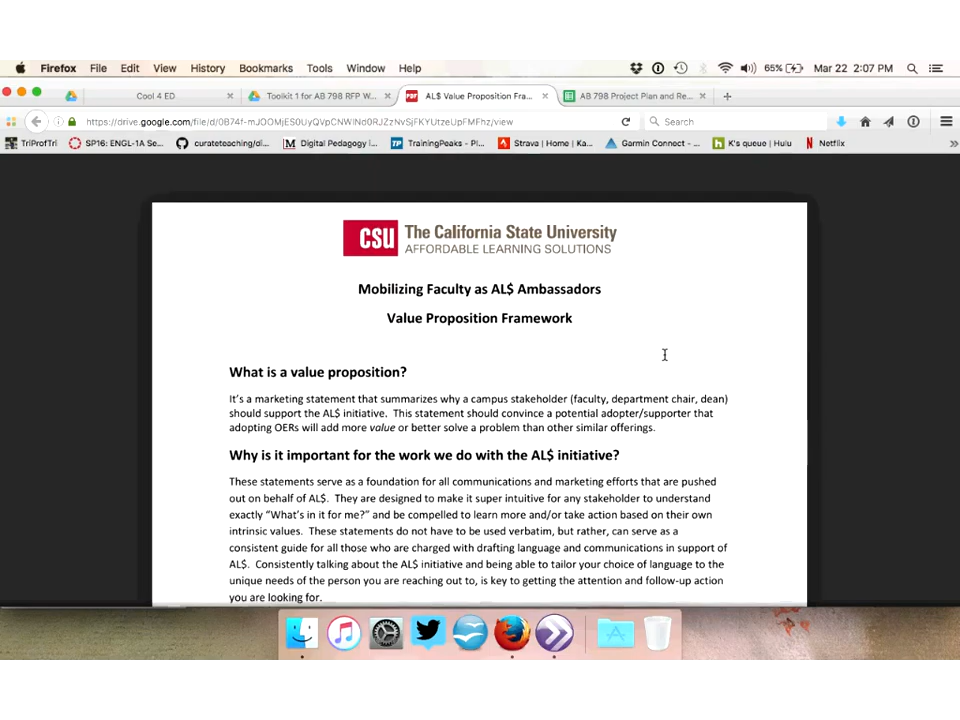 Firefox File Edit View History Bookmarks Tools Window Help 65% Mar 22 2:07 PM
Cool 4 ED Toolkit 1 for AB 798 RFP W... AL$ Value Proposition Fra... AB 798 Project Plan and Re...
https://drive.google.com/file/d/0B74f-mJOOMjES0UyQVpCNWlNd0RJZzNvSjFKYUtzeUpFMFhz/view Search
TriProfTri SP16: ENGL-1A Se... curateteaching/di... Digital Pedagogy |... TrainingPeaks - Pl... Strava | Home | Ka... Garmin Connect - ... K's queue | Hulu Netflix
CSU The California State University
AFFORDABLE LEARNING SOLUTIONS
Mobilizing Faculty as AL$ Ambassadors
Value Proposition Framework
What is a value proposition?
It's a marketing statement that summarizes why a campus stakeholder (faculty, department chair, dean)
should support the AL$ initiative. This statement should convince a potential adopter/supporter that
adopting OERs will add more value or better solve a problem than other similar offerings.
Why is it important for the work we do with the AL$ initiative?
These statements serve as a foundation for all communications and marketing efforts that are pushed
out on behalf of AL$. They are designed to make it super intuitive for any stakeholder to understand
exactly “What's in it for me?” and be compelled to learn more and/or take action based on their own
intrinsic values. These statements do not have to be used verbatim, but rather, can serve as a
consistent guide for all those who are charged with drafting language and communications in support of
AL$. Consistently talking about the AL$ initiative and being able to tailor your choice of language to the
unique needs of the person you are reaching out to, is key to getting the attention and follow-up action
you are looking for.